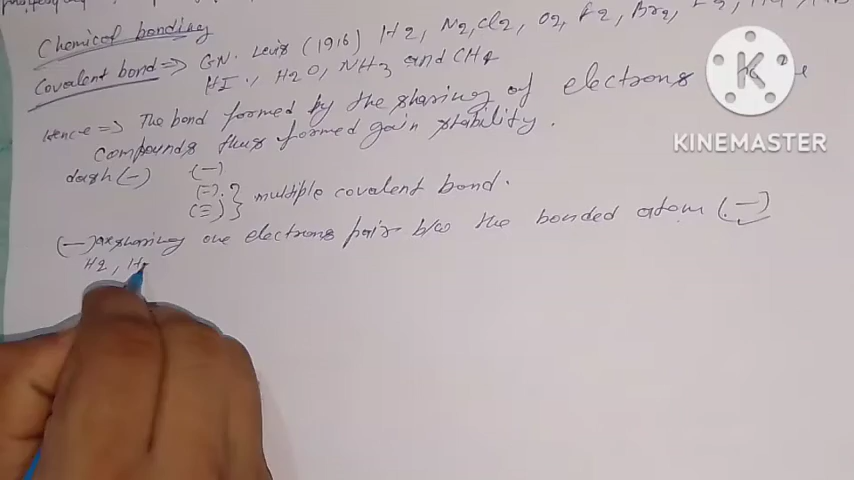 Chemical bonding
Covalent bond => G.N. Lewis (1916) H2, N2, Cl2, O2, F2, Br2,
HI., H2O, NH3 and CH4
Hence => The bond formed by the sharing of electrons
compounds thus formed gain stability.
dash (-) (-)
(=).
(≡) } multiple covalent bond.
(—) sharing one electrons pair b/w the bonded atom (.—)
H2, H
K
KINEMASTER